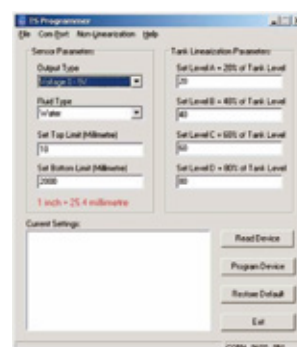 TS Programmer
File Com Port Non-Linearization Help
Sensor Parameters
Output Type
Voltage 0 - 5V
Fluid Type
Water
Set Top Limit (Millimetre)
10
Set Bottom Limit (Millimetre)
2000
1 inch = 25.4 millimetre
Tank Linearization Parameters
Set Level A = 20% of Tank Level
20
Set Level B = 40% of Tank Level
40
Set Level C = 60% of Tank Level
60
Set Level D = 80% of Tank Level
80
Current Settings:
Read Device
Program Device
Restore Default
Exit